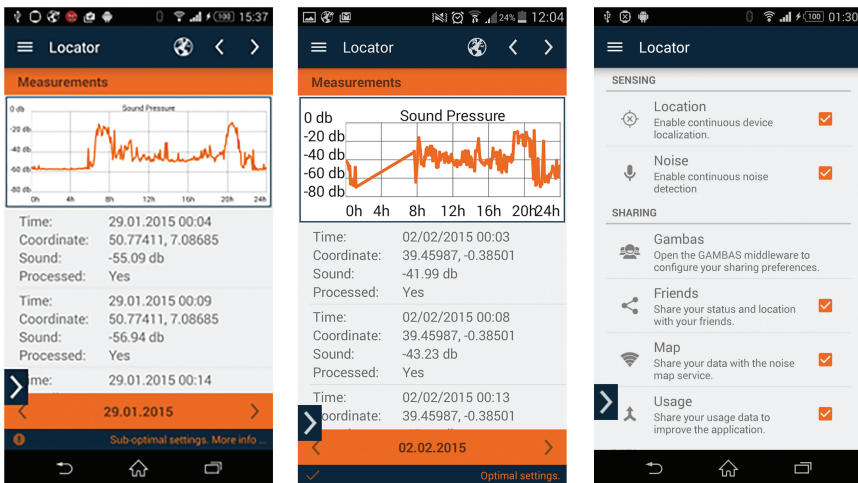 15:37
Locator
Measurements
Sound Pressure
0 db
-20 db
-40 db
-60 db
-80 db
0h 4h 8h 12h 16h 20h 24h
Time: 29.01.2015 00:04
Coordinate: 50.77411, 7.08685
Sound: -55.09 db
Processed: Yes
Time: 29.01.2015 00:09
Coordinate: 50.77411, 7.08685
Sound: -56.94 db
Processed: Yes
ime: 29.01.2015 00:14
29.01.2015
Sub-optimal settings. More info ...
24% 12:04
Locator
Measurements
Sound Pressure
0 db
-20 db
-40 db
-60 db
-80 db
0h 4h 8h 12h 16h 20h24h
Time: 02/02/2015 00:03
Coordinate: 39.45987, -0.38501
Sound: -41.99 db
Processed: Yes
Time: 02/02/2015 00:08
Coordinate: 39.45987, -0.38501
Sound: -43.23 db
Processed: Yes
Time: 02/02/2015 00:13
oordinate: 39.45987, -0.38501
02.02.2015
Optimal settings.
100 01:30
Locator
SENSING
Location
Enable continuous device
localization.
Noise
Enable continuous noise
detection
SHARING
Gambas
Open the GAMBAS middleware to
configure your sharing preferences.
Friends
Share your status and location
with your friends.
Map
Share your data with the noise
map service.
Usage
Share your usage data to
improve the application.